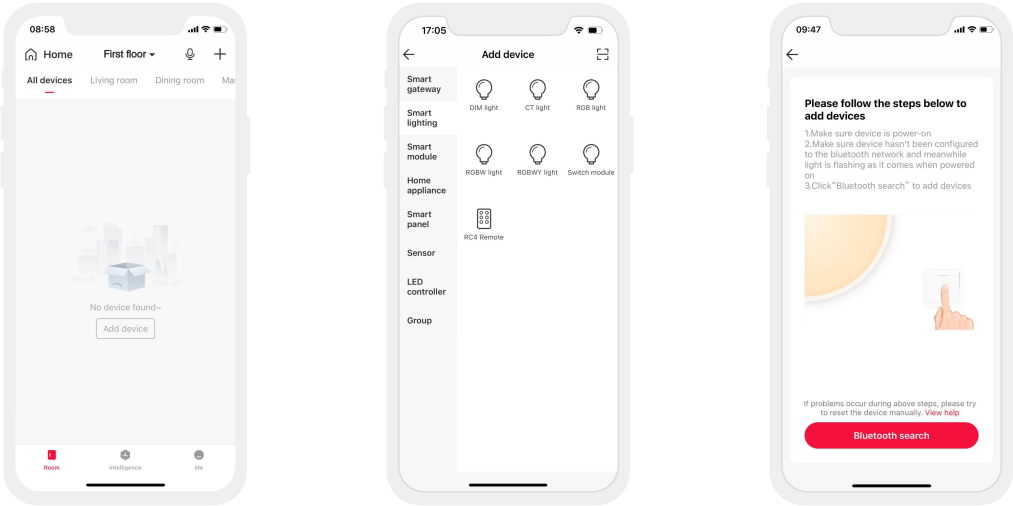 08:58
Home
First floor
All devices
Living room
Dining room
Ma
No device found~
Add device
Room
Intelligence
Me
17:05
Add device
Smart
gateway
Smart
lighting
Smart
module
Home
appliance
Smart
panel
Sensor
LED
controller
Group
DIM light
CT light
RGB light
RGBW light
RGBWY light
Switch module
RC4 Remote
09:47
Please follow the steps below to
add devices
1.Make sure device is power-on
2.Make sure device hasn't been configured
to the bluetooth network and meanwhile
light is flashing as it comes when powered
on
3.Click“Bluetooth search” to add devices
If problems occur during above steps, please try
to reset the device manually. View help
Bluetooth search